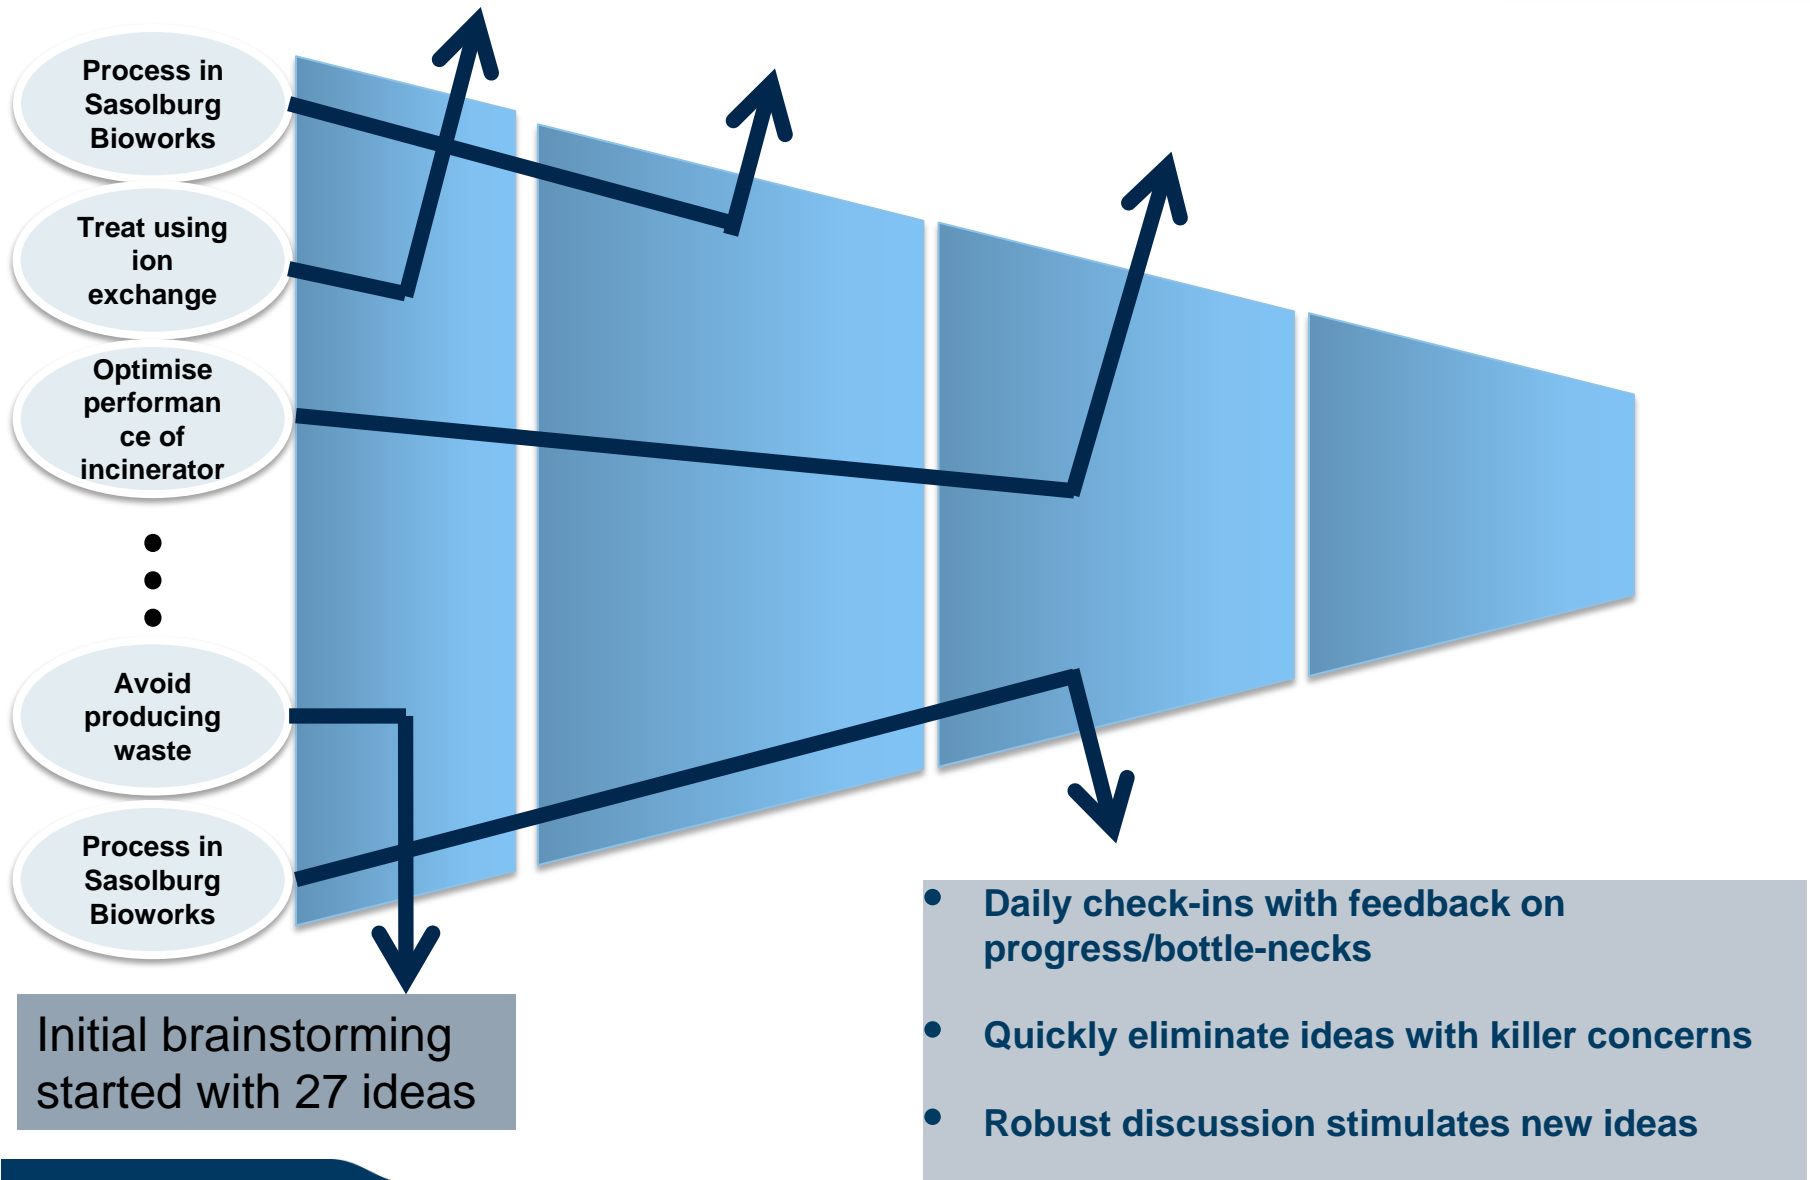 Process in
Sasolburg
Bioworks
Treat using
ion
exchange
Optimise
performan
ce of
incinerator
Avoid
producing
waste
Process in
Sasolburg
Bioworks
Initial brainstorming
started with 27 ideas
• Daily check-ins with feedback on
progress/bottle-necks
• Quickly eliminate ideas with killer concerns
• Robust discussion stimulates new ideas